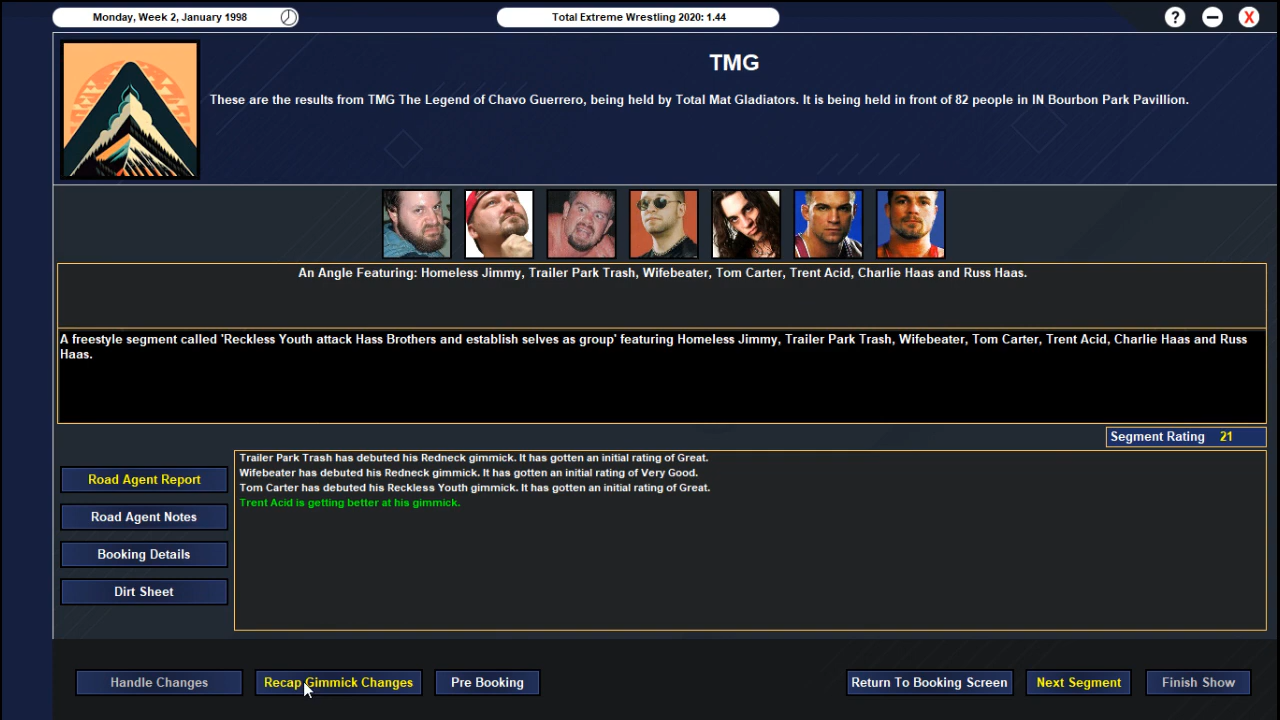 Monday, Week 2, January 1998
Total Extreme Wrestling 2020: 1.44
?
X
TMG
These are the results from TMG The Legend of Chavo Guerrero, being held by Total Mat Gladiators. It is being held in front of 82 people in IN Bourbon Park Pavillion.
An Angle Featuring: Homeless Jimmy, Trailer Park Trash, Wifebeater, Tom Carter, Trent Acid, Charlie Haas and Russ Haas.
A freestyle segment called 'Reckless Youth attack Hass Brothers and establish selves as group' featuring Homeless Jimmy, Trailer Park Trash, Wifebeater, Tom Carter, Trent Acid, Charlie Haas and Russ
Haas.
Segment Rating 21
Trailer Park Trash has debuted his Redneck gimmick. It has gotten an initial rating of Great.
Wifebeater has debuted his Redneck gimmick. It has gotten an initial rating of Very Good.
Tom Carter has debuted his Reckless Youth gimmick. It has gotten an initial rating of Great.
Trent Acid is getting better at his gimmick.
Road Agent Report
Road Agent Notes
Booking Details
Dirt Sheet
Handle Changes
Recap Gimmick Changes
Pre Booking
Return To Booking Screen
Next Segment
Finish Show